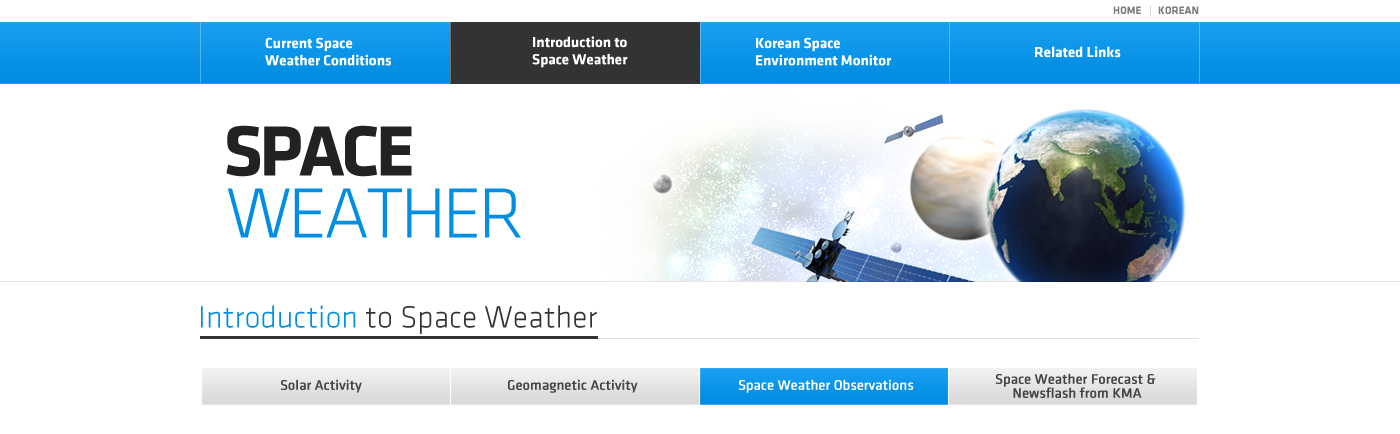 HOME
KOREAN
Current Space
Weather Conditions
Introduction to
Space Weather
Korean Space
Environment Monitor
Related Links
SPACE
WEATHER
Introduction to Space Weather
Solar Activity
Geomagnetic Activity
Space Weather Observations
Space Weather Forecast &
Newsflash from KMA